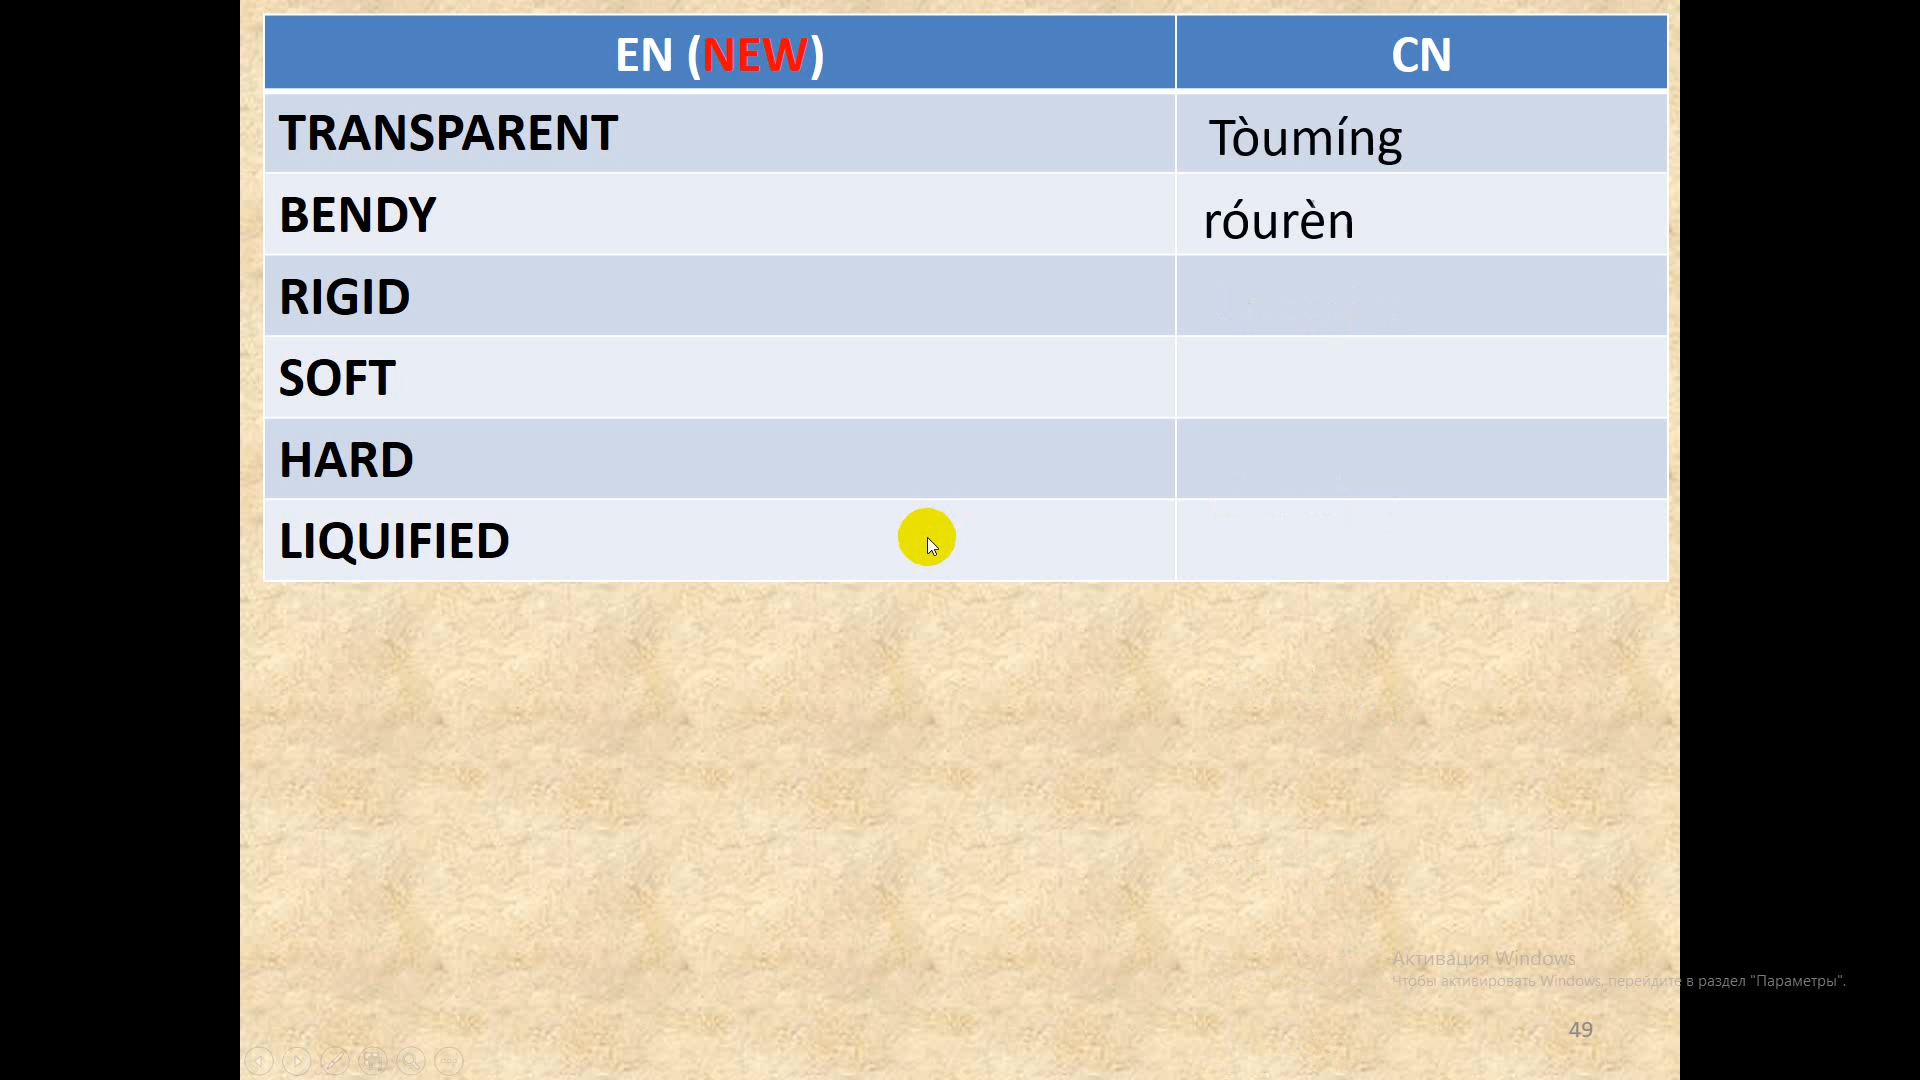 EN (NEW) CN
TRANSPARENT Tòumíng
BENDY róurèn
RIGID
SOFT
HARD
LIQUIFIED
Активация Windows
Чтобы активировать Windows, перейдите в раздел "Параметры".
49